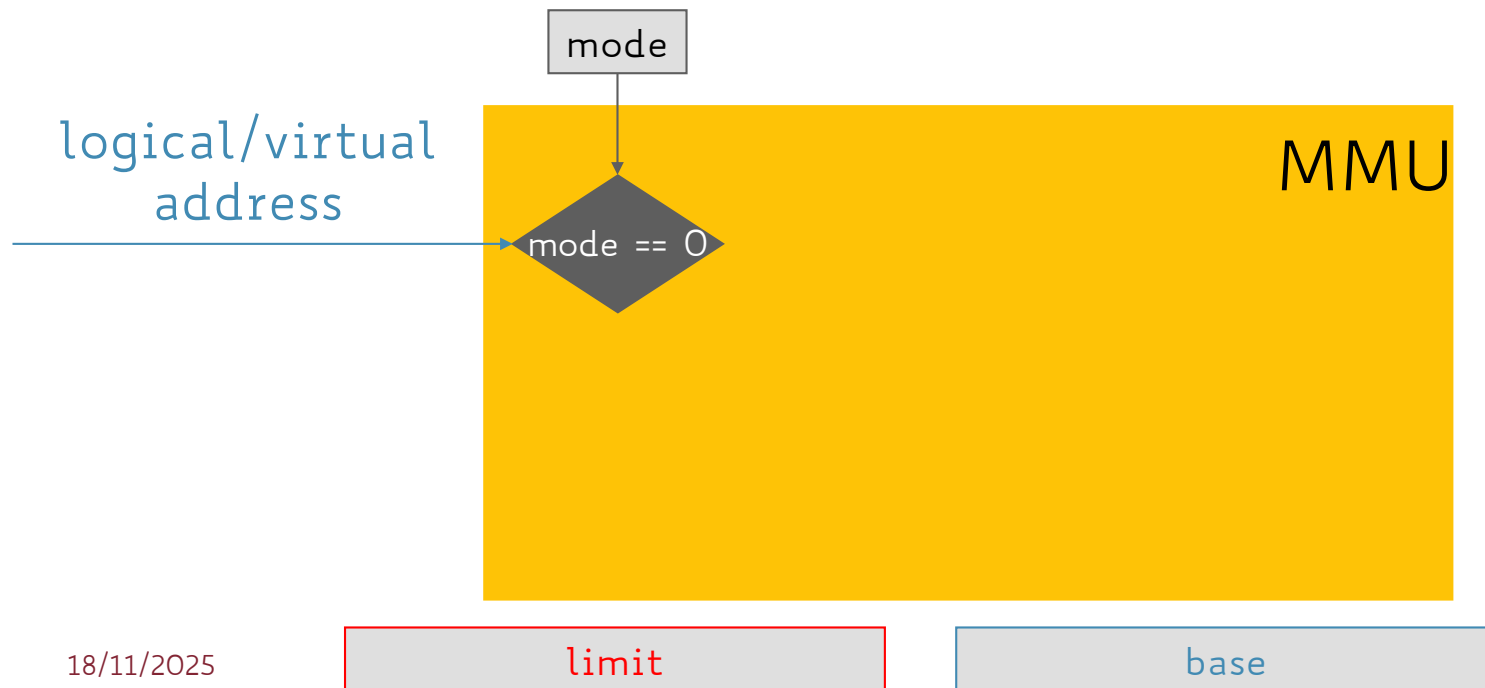 mode
logical/virtual
address
MMU
mode == 0
limit
base
18/11/2025